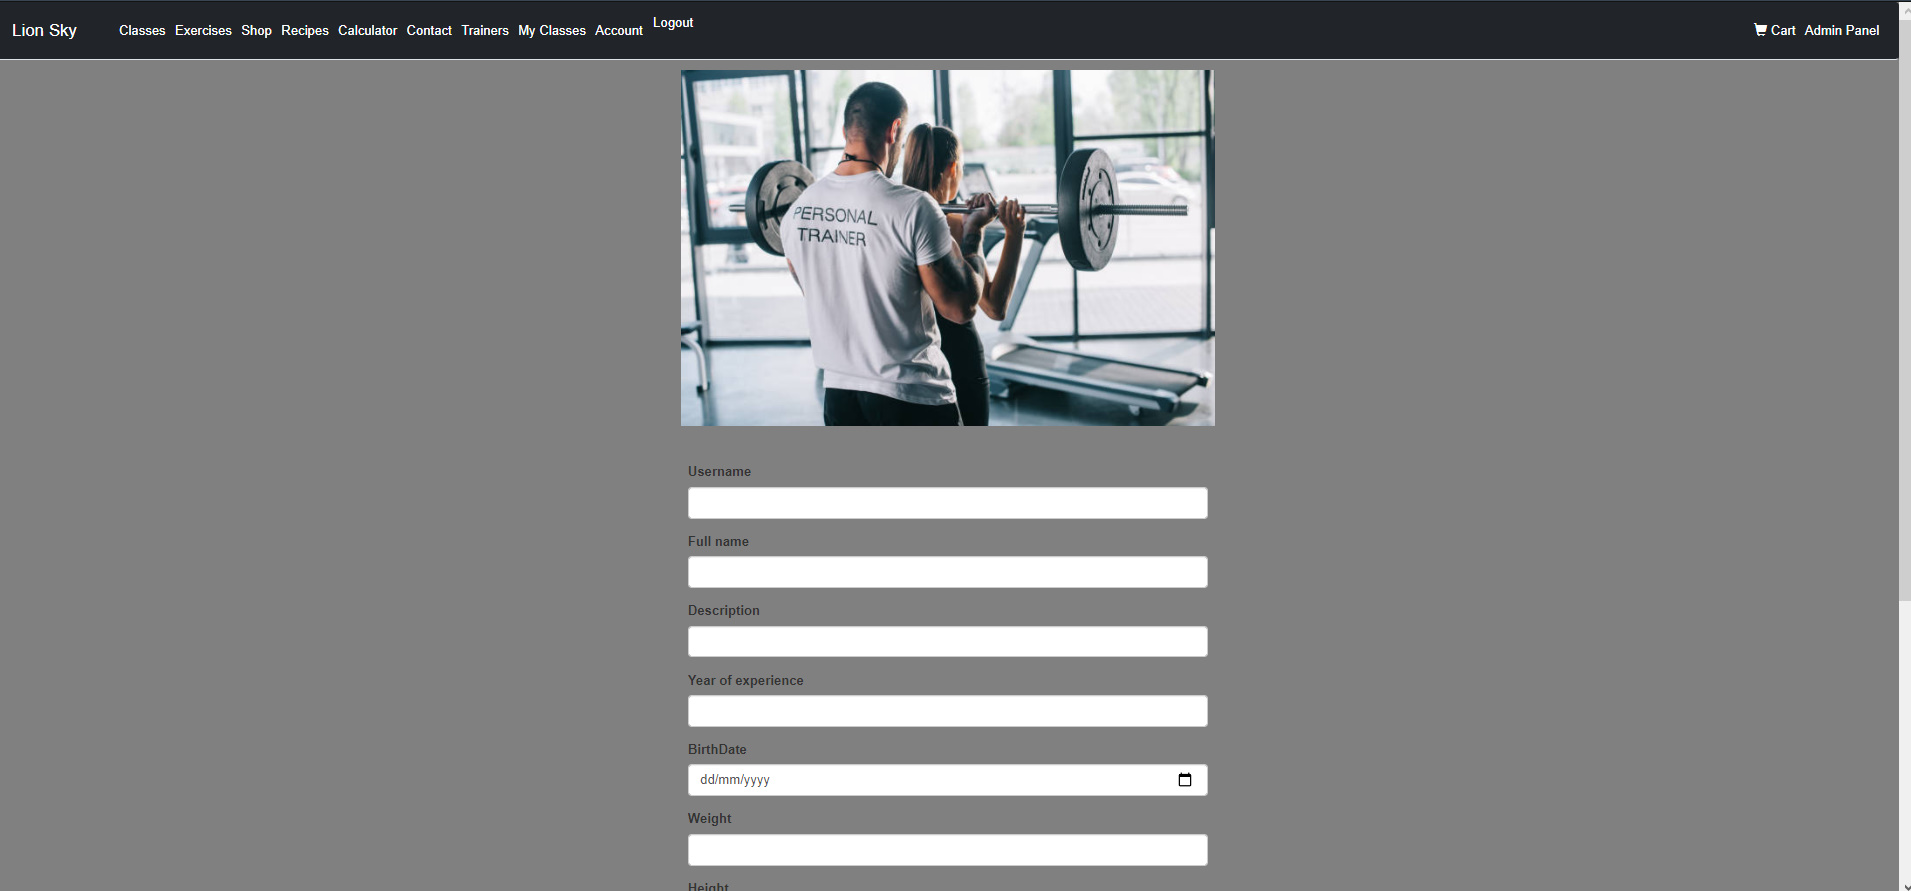 Lion Sky
Classes Exercises Shop Recipes Calculator Contact Trainers My Classes Account Logout
Cart Admin Panel
PERSONAL
TRAINER
Username
Full name
Description
Year of experience
BirthDate
dd/mm/yyyy
Weight
Height